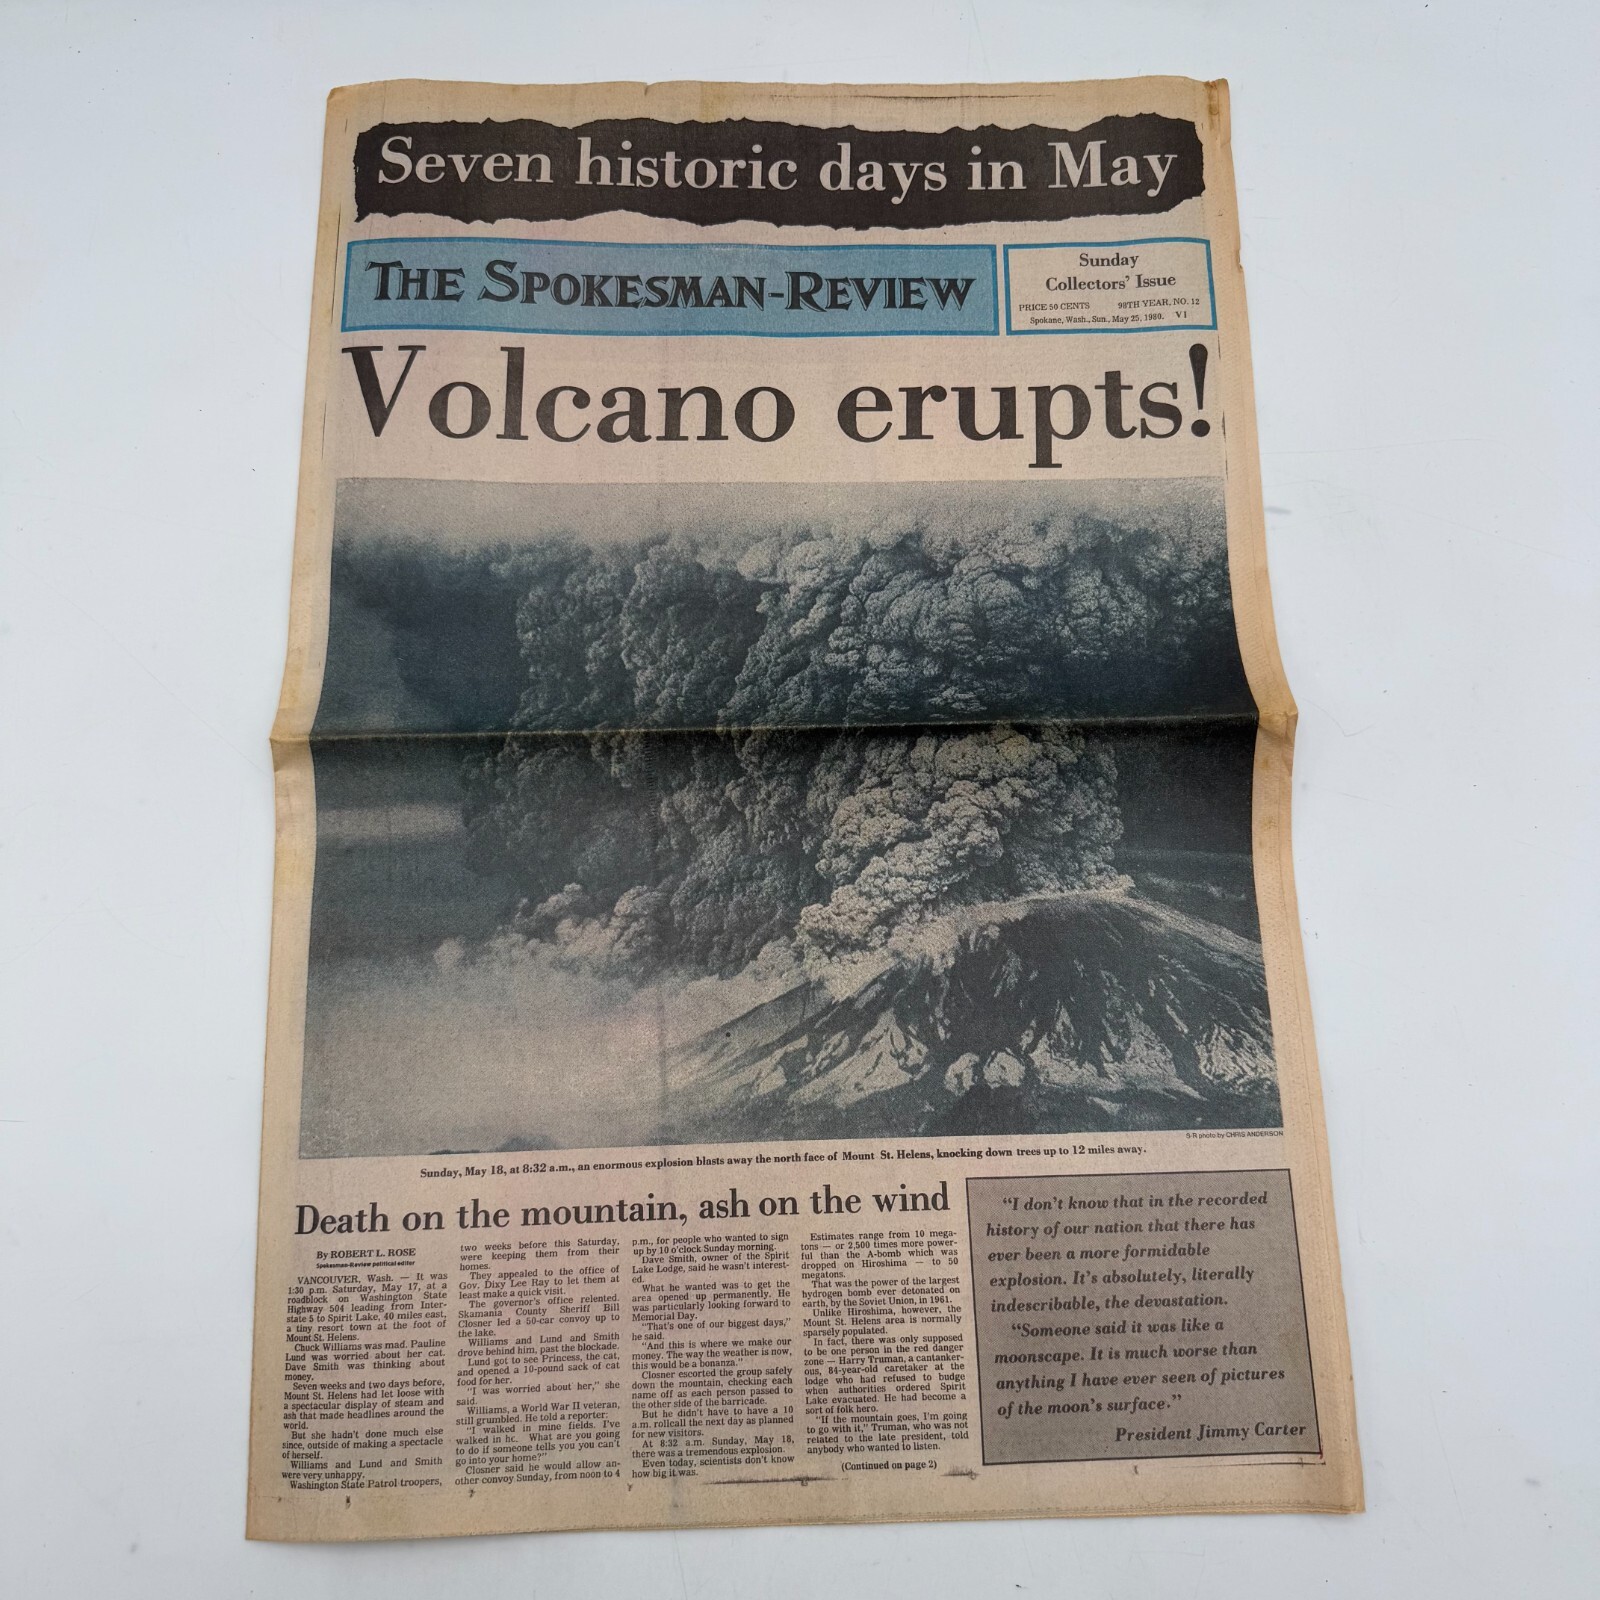 Seven historic days in May
THE SPOKESMAN-REVIEW
Sunday
Collectors' Issue
PRICE 50 CENTS 98TH YEAR, NO. 12
Spokane, Wash., Sun., May 25, 1980. VI
Volcano erupts!
S-R photo by CHRIS ANDERSON
Sunday, May 18, at 8:32 a.m., an enormous explosion blasts away the north face of Mount St. Helens, knocking down trees up to 12 miles away.
Death on the mountain, ash on the wind
By ROBERT L. ROSE
Spokesman-Review political editor
VANCOUVER, Wash. — It was
1:30 p.m. Saturday, May 17, at a
roadblock on Washington State
Highway 504 leading from Inter-
state 5 to Spirit Lake, 40 miles east,
a tiny resort town at the foot of
Mount St. Helens.
Chuck Williams was mad. Pauline
Lund was worried about her cat.
Dave Smith was thinking about
money.
Seven weeks and two days before,
Mount St. Helens had let loose with
a spectacular display of steam and
ash that made headlines around the
world.
But she hadn't done much else
since, outside of making a spectacle
of herself.
Williams and Lund and Smith
were very unhappy.
Washington State Patrol troopers,
two weeks before this Saturday,
were keeping them from their
homes.
They appealed to the office of
Gov. Dixy Lee Ray to let them at
least make a quick visit.
The governor's office relented.
Skamania County Sheriff Bill
Closner led a 50-car convoy up to
the lake.
Williams and Lund and Smith
drove behind him, past the blockade.
Lund got to see Princess, the cat,
and opened a 10-pound sack of cat
food for her.
"I was worried about her," she
said.
Williams, a World War II veteran,
still grumbled. He told a reporter:
"I walked in mine fields. I've
walked in hc. What are you going
to do if someone tells you you can't
go into your home?"
Closner said he would allow an-
other convoy Sunday, from noon to 4
p.m., for people who wanted to sign
up by 10 o'clock Sunday morning.
Dave Smith, owner of the Spirit
Lake Lodge, said he wasn't interest-
ed.
What he wanted was to get the
area opened up permanently. He
was particularly looking forward to
Memorial Day.
"That's one of our biggest days,"
he said.
"And this is where we make our
money. The way the weather is now,
this would be a bonanza."
Closner escorted the group safely
down the mountain, checking each
name off as each person passed to
the other side of the barricade.
But he didn't have to have a 10
a.m. rollcall the next day as planned
for new visitors.
At 8:32 a.m. Sunday, May 18,
there was a tremendous explosion.
Even today, scientists don't know
how big it was.
Estimates range from 10 mega-
tons — or 2,500 times more power-
ful than the A-bomb which was
dropped on Hiroshima — to 50
megatons.
That was the power of the largest
hydrogen bomb ever detonated on
earth, by the Soviet Union, in 1961.
Unlike Hiroshima, however, the
Mount St. Helens area is normally
sparsely populated.
In fact, there was only supposed
to be one person in the red danger
zone — Harry Truman, a cantanker-
ous, 84-year-old caretaker at the
lodge who had refused to budge
when authorities ordered Spirit
Lake evacuated. He had become a
sort of folk hero.
"If the mountain goes, I'm going
to go with it," Truman, who was not
related to the late president, told
anybody who wanted to listen.
(Continued on page 2)
"I don't know that in the recorded
history of our nation that there has
ever been a more formidable
explosion. It's absolutely, literally
indescribable, the devastation.
"Someone said it was like a
moonscape. It is much worse than
anything I have ever seen of pictures
of the moon's surface."
President Jimmy Carter